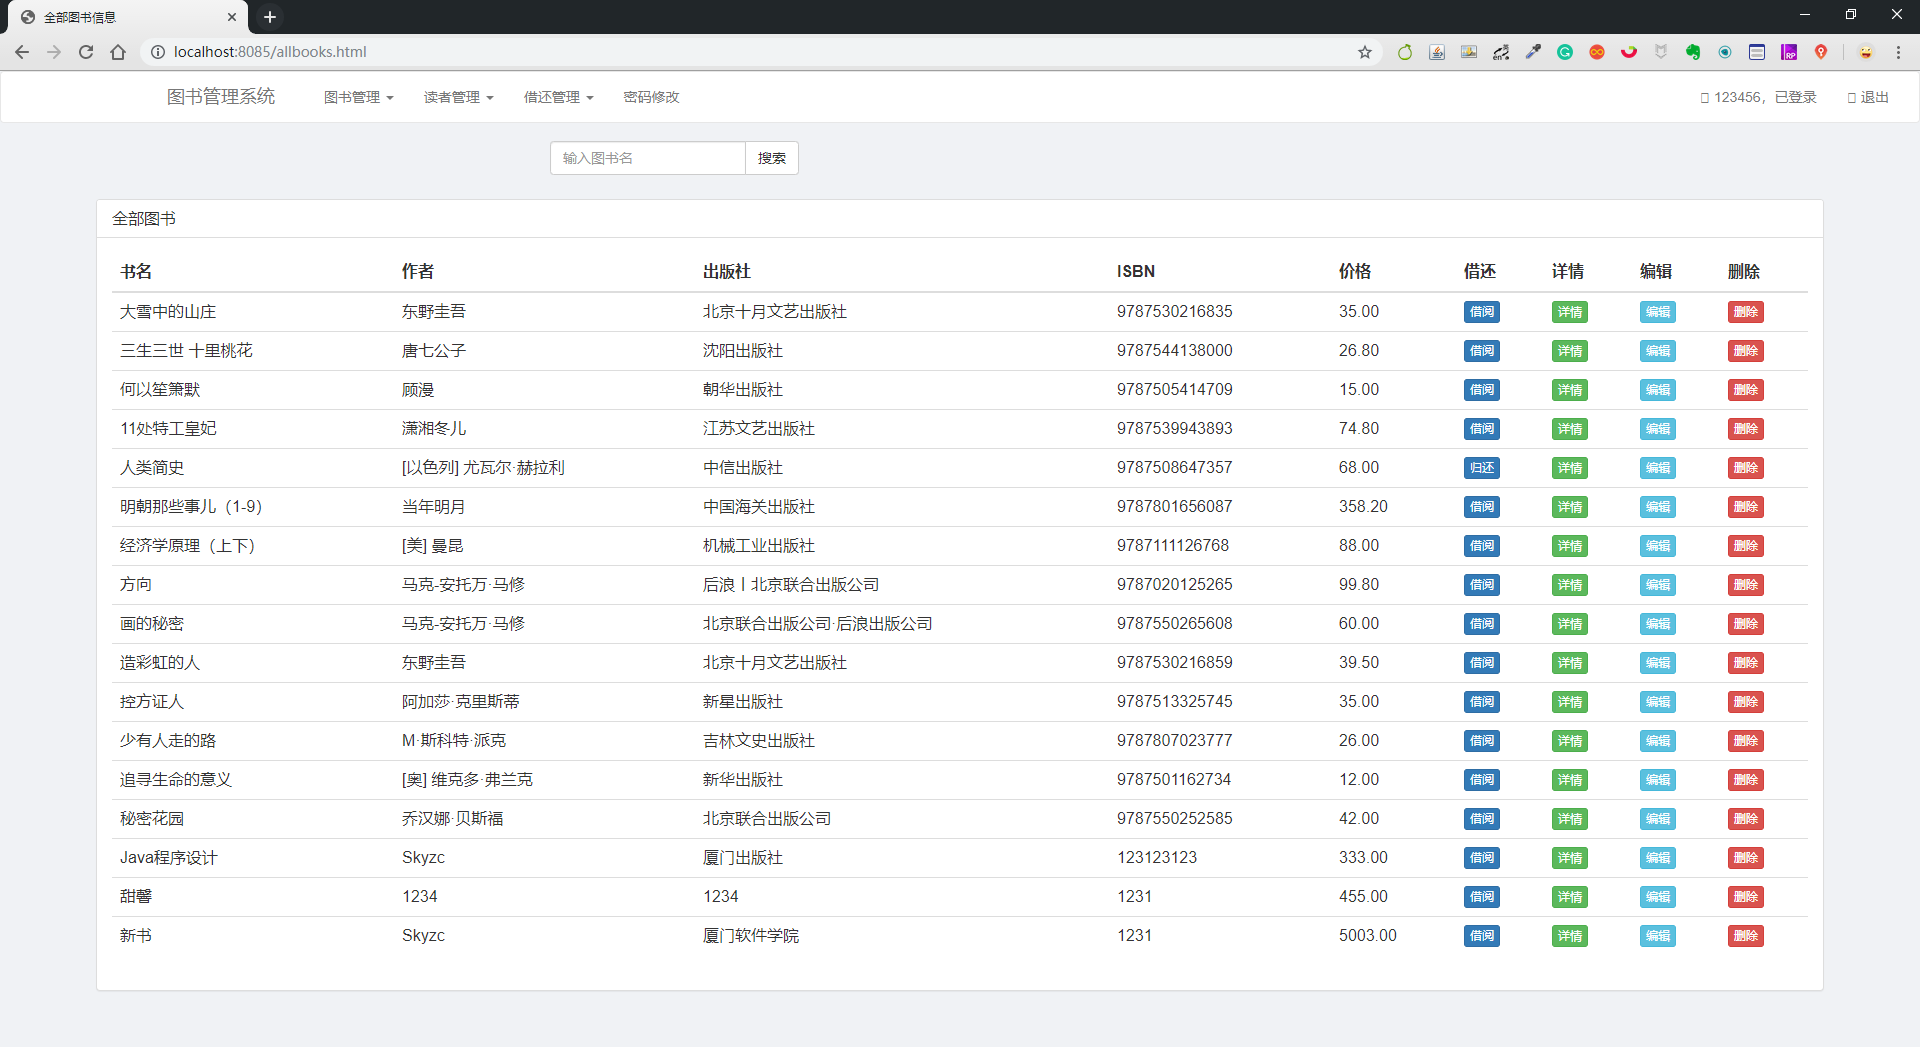 全部图书信息
localhost:8085/allbooks.html
图书管理系统 图书管理 读者管理 借还管理 密码修改 123456，已登录 退出
输入图书名 搜索
全部图书
书名 作者 出版社 ISBN 价格 借还 详情 编辑 删除
大雪中的山庄 东野圭吾 北京十月文艺出版社 9787530216835 35.00 借阅 详情 编辑 删除
三生三世 十里桃花 唐七公子 沈阳出版社 9787544138000 26.80 借阅 详情 编辑 删除
何以笙箫默 顾漫 朝华出版社 9787505414709 15.00 借阅 详情 编辑 删除
11处特工皇妃 潇湘冬儿 江苏文艺出版社 9787539943893 74.80 借阅 详情 编辑 删除
人类简史 [以色列] 尤瓦尔·赫拉利 中信出版社 9787508647357 68.00 归还 详情 编辑 删除
明朝那些事儿（1-9） 当年明月 中国海关出版社 9787801656087 358.20 借阅 详情 编辑 删除
经济学原理（上下） [美] 曼昆 机械工业出版社 9787111126768 88.00 借阅 详情 编辑 删除
方向 马克-安托万·马修 后浪丨北京联合出版公司 9787020125265 99.80 借阅 详情 编辑 删除
画的秘密 马克-安托万·马修 北京联合出版公司·后浪出版公司 9787550265608 60.00 借阅 详情 编辑 删除
造彩虹的人 东野圭吾 北京十月文艺出版社 9787530216859 39.50 借阅 详情 编辑 删除
控方证人 阿加莎·克里斯蒂 新星出版社 9787513325745 35.00 借阅 详情 编辑 删除
少有人走的路 M·斯科特·派克 吉林文史出版社 9787807023777 26.00 借阅 详情 编辑 删除
追寻生命的意义 [奥] 维克多·弗兰克 新华出版社 9787501162734 12.00 借阅 详情 编辑 删除
秘密花园 乔汉娜·贝斯福 北京联合出版公司 9787550252585 42.00 借阅 详情 编辑 删除
Java程序设计 Skyzc 厦门出版社 123123123 333.00 借阅 详情 编辑 删除
甜馨 1234 1234 1231 455.00 借阅 详情 编辑 删除
新书 Skyzc 厦门软件学院 1231 5003.00 借阅 详情 编辑 删除